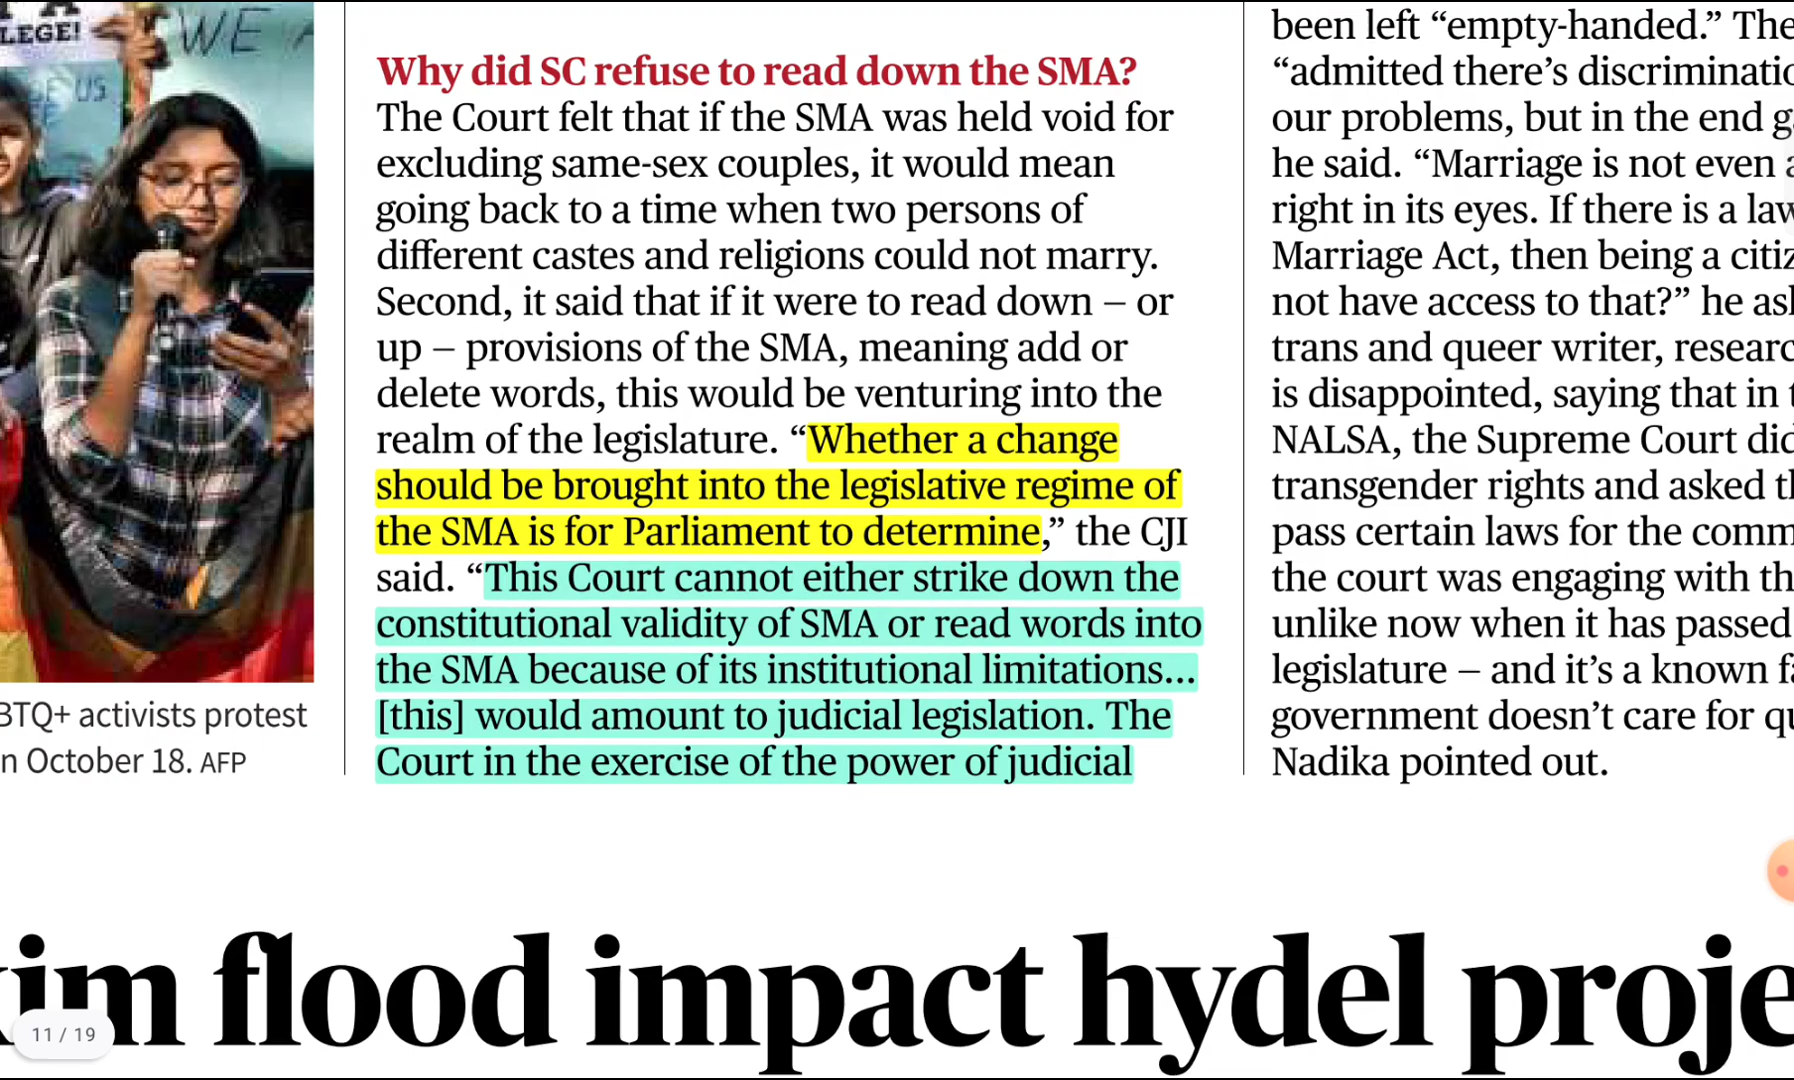 LEGE!
WE
US
BTQ+ activists protest
n October 18. AFP
Why did SC refuse to read down the SMA?
The Court felt that if the SMA was held void for
excluding same-sex couples, it would mean
going back to a time when two persons of
different castes and religions could not marry.
Second, it said that if it were to read down – or
up – provisions of the SMA, meaning add or
delete words, this would be venturing into the
realm of the legislature. “Whether a change
should be brought into the legislative regime of
the SMA is for Parliament to determine,” the CJI
said. “This Court cannot either strike down the
constitutional validity of SMA or read words into
the SMA because of its institutional limitations...
[this] would amount to judicial legislation. The
Court in the exercise of the power of judicial
been left “empty-handed.” The
“admitted there’s discriminatio
our problems, but in the end g
he said. “Marriage is not even a
right in its eyes. If there is a law
Marriage Act, then being a citiz
not have access to that?” he as
trans and queer writer, researc
is disappointed, saying that in t
NALSA, the Supreme Court did
transgender rights and asked t
pass certain laws for the comm
the court was engaging with th
unlike now when it has passed
legislature – and it’s a known fa
government doesn’t care for qu
Nadika pointed out.
kim flood impact hydel proje
11 / 19